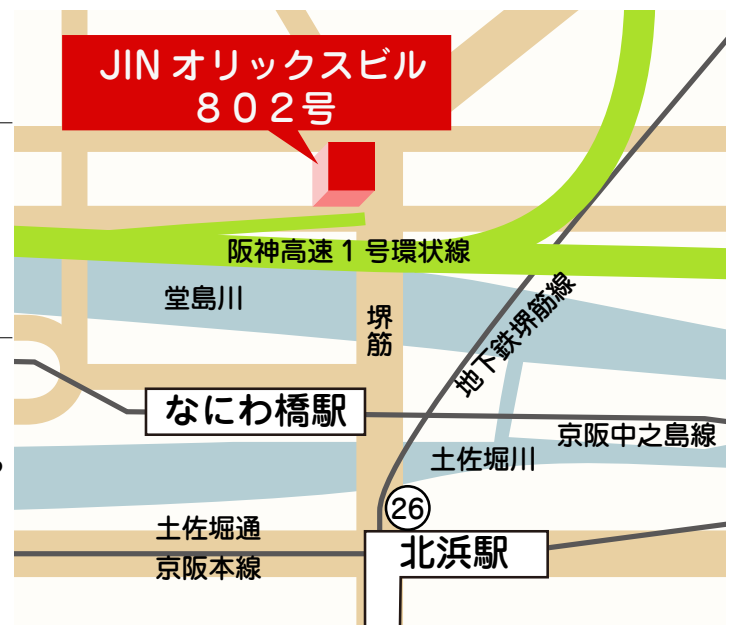 JINオリックスビル
８０２号
阪神高速1号環状線
堂島川
堺筋
地下鉄堺筋線
なにわ橋駅
京阪中之島線
土佐堀川
26
土佐堀通
北浜駅
京阪本線